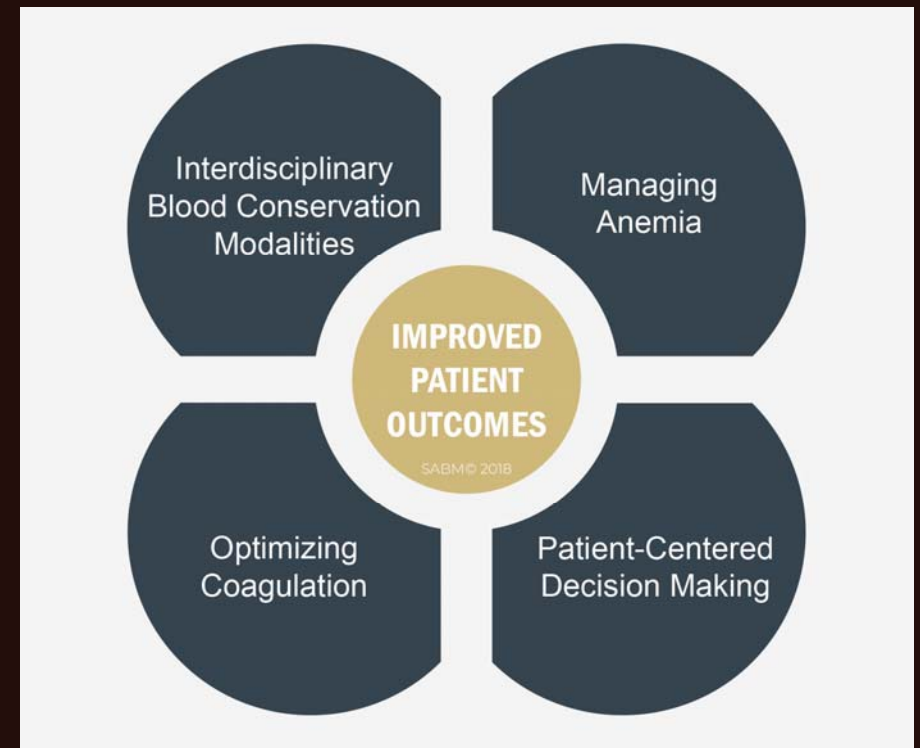 Interdisciplinary
Blood Conservation
Modalities
Managing
Anemia
IMPROVED
PATIENT
OUTCOMES
SABM© 2018
Optimizing
Coagulation
Patient-Centered
Decision Making